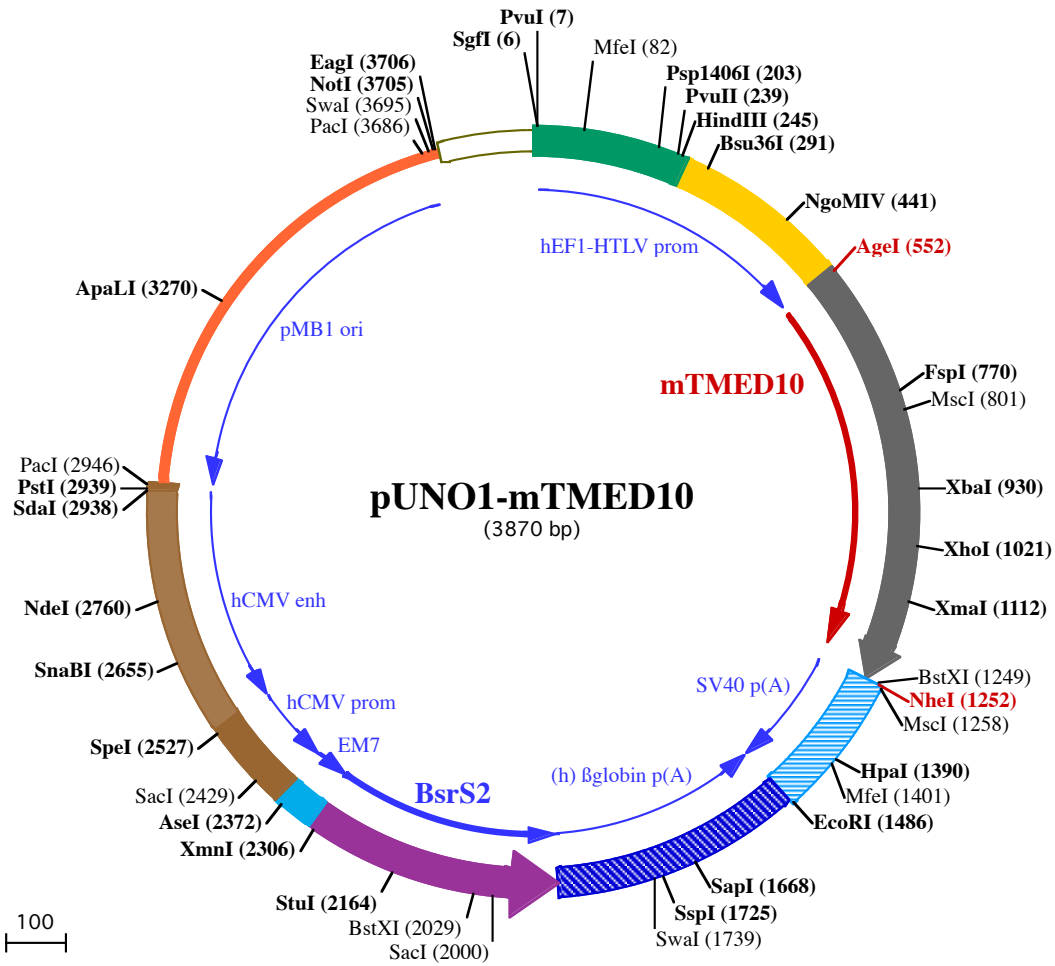 PvuI (7)
SgfI (6)
MfeI (82)
EagI (3706)
Psp1406I (203)
NotI (3705)
PvuII (239)
SwaI (3695)
HindIII (245)
PacI (3686)
Bsu36I (291)
NgoMIV (441)
hEF1-HTLV prom
AgeI (552)
ApaLI (3270)
pMB1 ori
FspI (770)
mTMED10
MscI (801)
PacI (2946)
PstI (2939)
XbaI (930)
SdaI (2938)
pUNO1-mTMED10
(3870 bp)
XhoI (1021)
hCMV enh
NdeI (2760)
XmaI (1112)
SnaBI (2655)
BstXI (1249)
SV40 p(A)
NheI (1252)
hCMV prom
MscI (1258)
SpeI (2527)
EM7
HpaI (1390)
(h) ßglobin p(A)
BsrS2
SacI (2429)
MfeI (1401)
AseI (2372)
EcoRI (1486)
XmnI (2306)
SapI (1668)
StuI (2164)
SspI (1725)
100
BstXI (2029)
SwaI (1739)
SacI (2000)